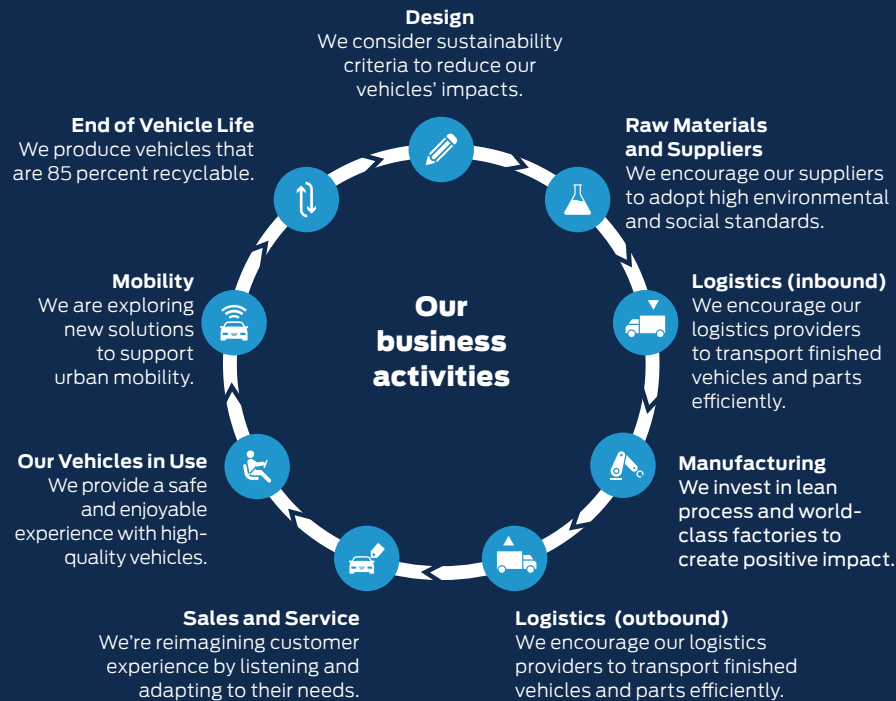 Design
We consider sustainability
criteria to reduce our
vehicles' impacts.
Raw Materials
and Suppliers
We encourage our suppliers
to adopt high environmental
and social standards.
Logistics (inbound)
We encourage our
logistics providers
to transport finished
vehicles and parts
efficiently.
Manufacturing
We invest in lean
process and world-
class factories to
create positive impact.
Logistics (outbound)
We encourage our logistics
providers to transport finished
vehicles and parts efficiently.
Sales and Service
We're reimagining customer
experience by listening and
adapting to their needs.
Our Vehicles in Use
We provide a safe
and enjoyable
experience with high-
quality vehicles.
Mobility
We are exploring
new solutions
to support
urban mobility.
End of Vehicle Life
We produce vehicles that
are 85 percent recyclable.
Our
business
activities